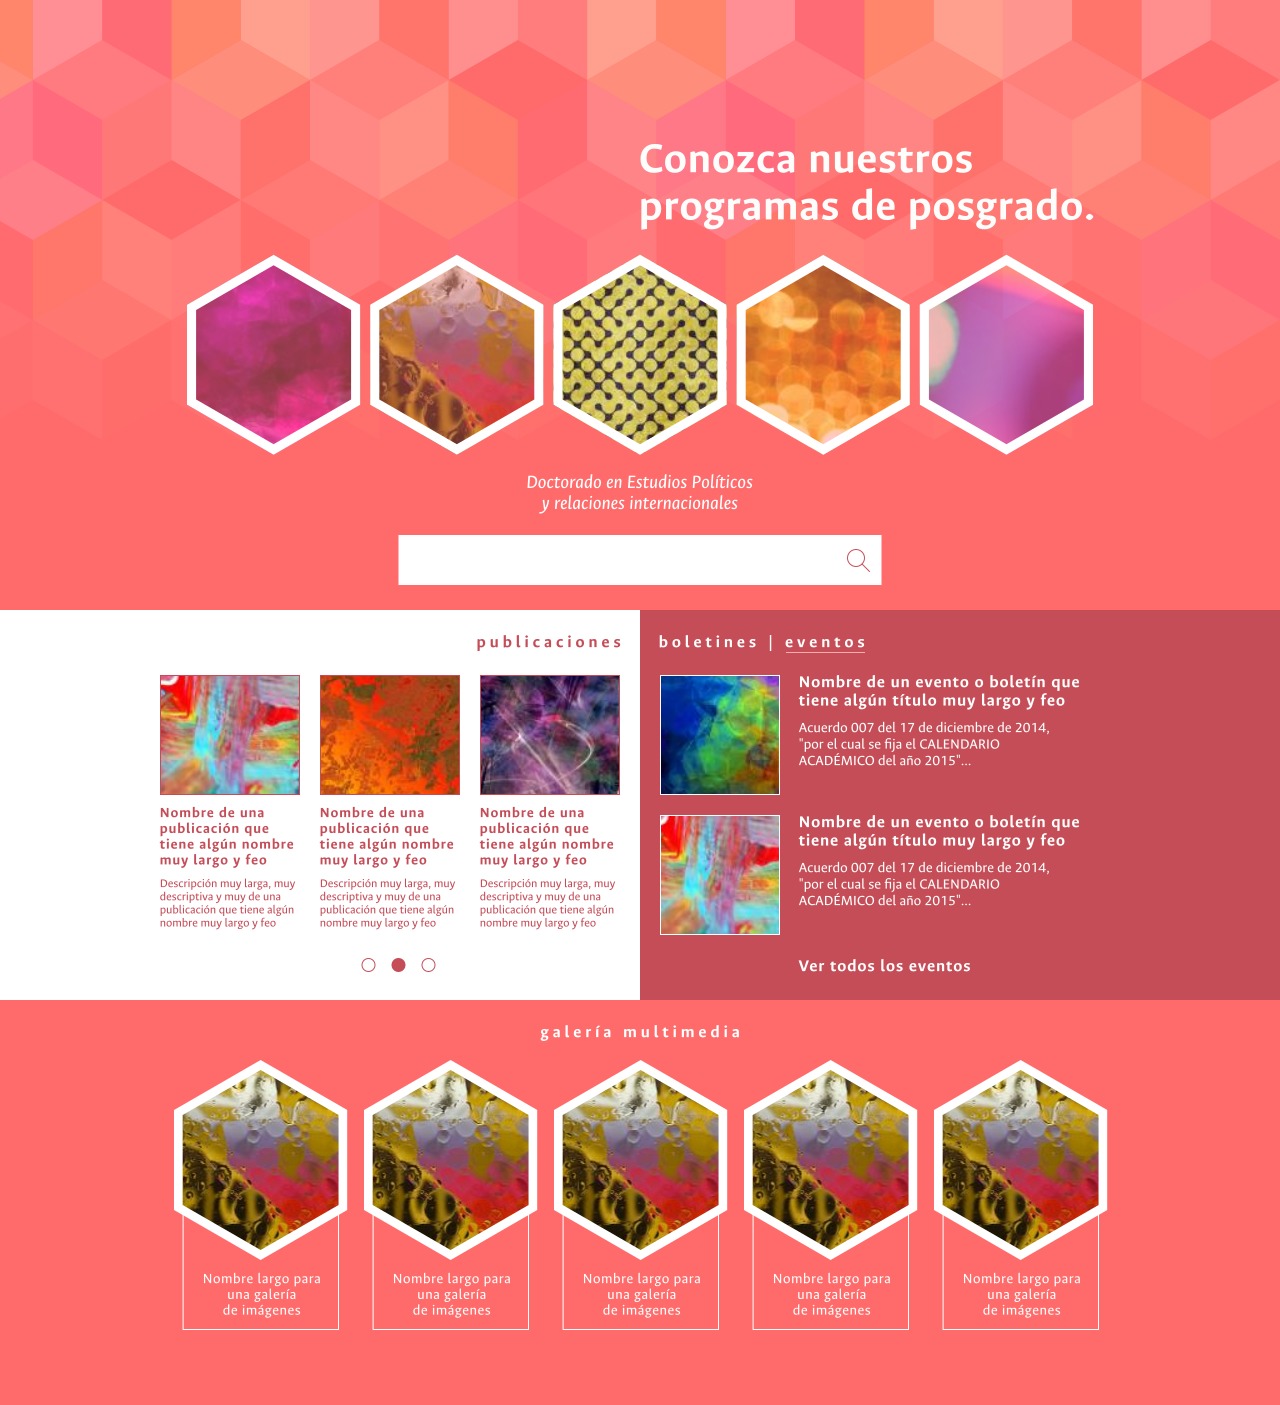 Conozca nuestros
programas de posgrado.
Doctorado en Estudios Políticos
y relaciones internacionales
publicaciones
Nombre de una
publicación que
tiene algún nombre
muy largo y feo
Descripción muy larga, muy
descriptiva y muy de una
publicación que tiene algún
nombre muy largo y feo
Nombre de una
publicación que
tiene algún nombre
muy largo y feo
Descripción muy larga, muy
descriptiva y muy de una
publicación que tiene algún
nombre muy largo y feo
Nombre de una
publicación que
tiene algún nombre
muy largo y feo
Descripción muy larga, muy
descriptiva y muy de una
publicación que tiene algún
nombre muy largo y feo
boletines | eventos
Nombre de un evento o boletín que
tiene algún título muy largo y feo
Acuerdo 007 del 17 de diciembre de 2014,
"por el cual se fija el CALENDARIO
ACADÉMICO del año 2015"...
Nombre de un evento o boletín que
tiene algún título muy largo y feo
Acuerdo 007 del 17 de diciembre de 2014,
"por el cual se fija el CALENDARIO
ACADÉMICO del año 2015"...
Ver todos los eventos
galería multimedia
Nombre largo para
una galería
de imágenes
Nombre largo para
una galería
de imágenes
Nombre largo para
una galería
de imágenes
Nombre largo para
una galería
de imágenes
Nombre largo para
una galería
de imágenes